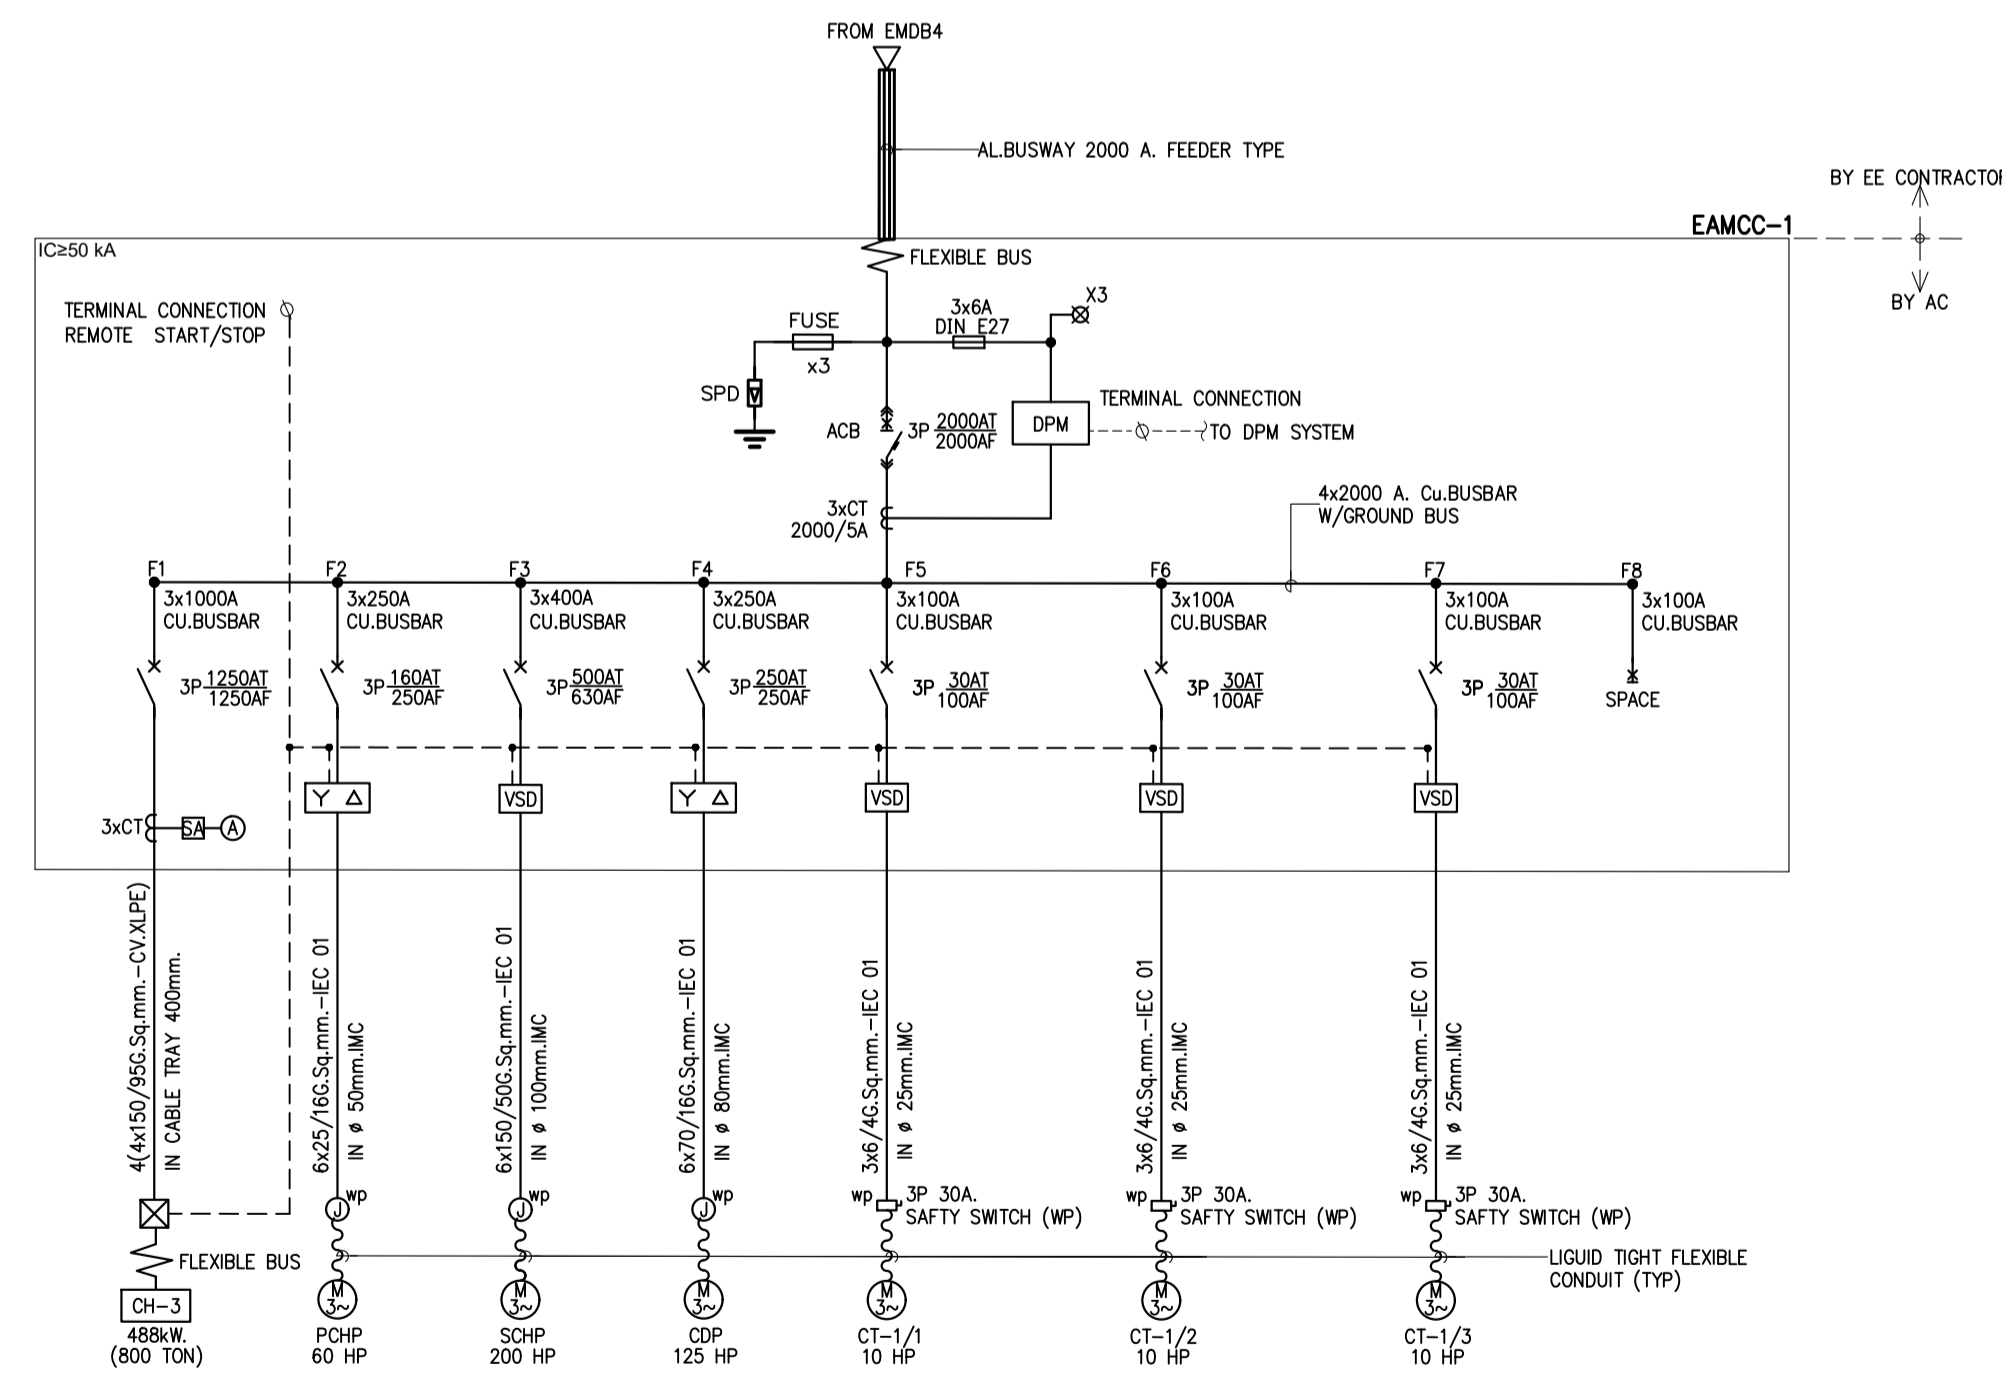 FROM EMDB4
AL.BUSWAY 2000 A. FEEDER TYPE
BY EE CONTRACTOR
EAMCC-1
BY AC
IC≥50 kA
FLEXIBLE BUS
TERMINAL CONNECTION
REMOTE START/STOP
FUSE
x3
3x6A
DIN E27
X3
SPD
ACB
3P 2000AT
2000AF
DPM
TERMINAL CONNECTION
TO DPM SYSTEM
3xCT
2000/5A
4x2000 A. Cu.BUSBAR
W/GROUND BUS
F1
F2
F3
F4
F5
F6
F7
F8
3x1000A
CU.BUSBAR
3x250A
CU.BUSBAR
3x400A
CU.BUSBAR
3x250A
CU.BUSBAR
3x100A
CU.BUSBAR
3x100A
CU.BUSBAR
3x100A
CU.BUSBAR
3x100A
CU.BUSBAR
3P 1250AT
1250AF
3P 160AT
250AF
3P 500AT
630AF
3P 250AT
250AF
3P 30AT
100AF
3P 30AT
100AF
3P 30AT
100AF
SPACE
Y Δ
VSD
Y Δ
VSD
VSD
VSD
3xCT
SA
A
4(4x150/95G.Sq.mm.-CV.XLPE)
IN CABLE TRAY 400mm.
6x25/16G.Sq.mm.-IEC 01
IN ø 50mm.IMC
6x150/50G.Sq.mm.-IEC 01
IN ø 100mm.IMC
6x70/16G.Sq.mm.-IEC 01
IN ø 80mm.IMC
3x6/4G.Sq.mm.-IEC 01
IN ø 25mm.IMC
3x6/4G.Sq.mm.-IEC 01
IN ø 25mm.IMC
3x6/4G.Sq.mm.-IEC 01
IN ø 25mm.IMC
J wp
J wp
J wp
wp 3P 30A.
SAFTY SWITCH (WP)
wp 3P 30A.
SAFTY SWITCH (WP)
wp 3P 30A.
SAFTY SWITCH (WP)
FLEXIBLE BUS
LIGUID TIGHT FLEXIBLE
CONDUIT (TYP)
CH-3
488kW.
(800 TON)
M
3~
PCHP
60 HP
M
3~
SCHP
200 HP
M
3~
CDP
125 HP
M
3~
CT-1/1
10 HP
M
3~
CT-1/2
10 HP
M
3~
CT-1/3
10 HP